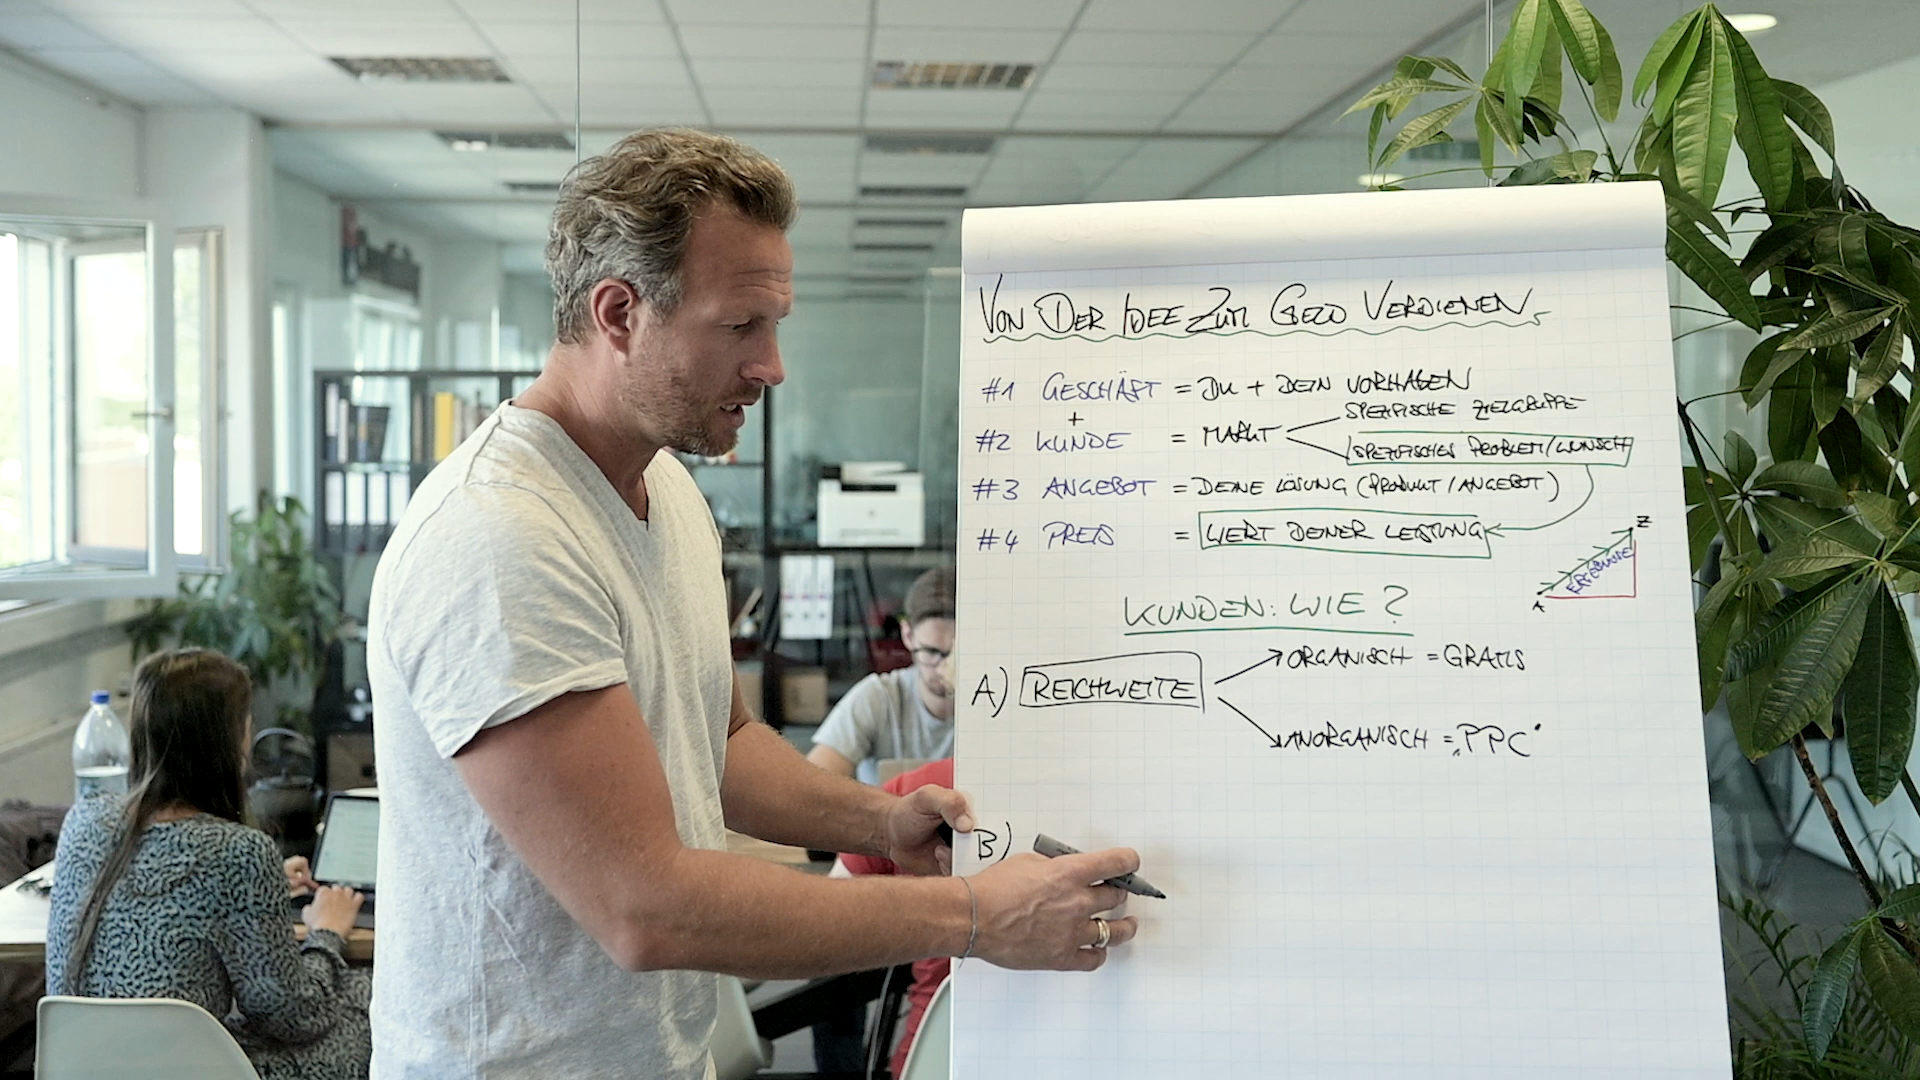 VON DER IDEE ZUM GELD VERDIENEN
#1 GESCHÄFT = DU + DEIN VORHABEN
+
SPEZIFISCHE ZIELGRUPPE
#2 KUNDE = MARKT
SPEZIFISCHES PROBLEM/WUNSCH
#3 ANGEBOT = DEINE LÖSUNG (PRODUKT/ANGEBOT)
#4 PREIS = WERT DEINER LEISTUNG
Z
ERGEBNISSE
A
KUNDEN: WIE?
ORGANISCH = GRATIS
A) REICHWEITE
ANORGANISCH = „PPC"
B)